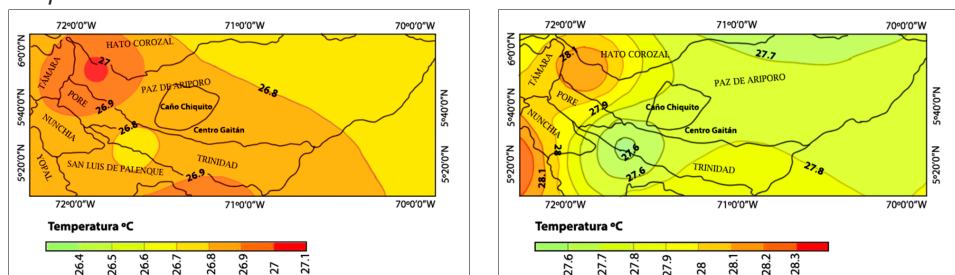 72°0'0"W 71°0'0"W 70°0'0"W
6°0'0"N
5°40'0"N
5°20'0"N
HATO COROZAL
TÁMARA
27
PORE
PAZ DE ARIPORO
26.8
26.9
Caño Chiquito
NUNCHIA
26.8
Centro Gaitán
YOPAL
SAN LUIS DE PALENQUE
TRINIDAD
26.9
72°0'0"W 71°0'0"W 70°0'0"W
Temperatura ºC
26.4 26.5 26.6 26.7 26.8 26.9 27 27.1
72°0'0"W 71°0'0"W 70°0'0"W
6°0'0"N
5°40'0"N
5°20'0"N
28.1
HATO COROZAL
27.7
TÁMARA
PAZ DE ARIPORO
PORE
27.9
Caño Chiquito
NUNCHIA
Centro Gaitán
28
27.6
28.1
27.6
TRINIDAD
27.8
72°0'0"W 71°0'0"W 70°0'0"W
Temperatura ºC
27.6 27.7 27.8 27.9 28 28.1 28.2 28.3